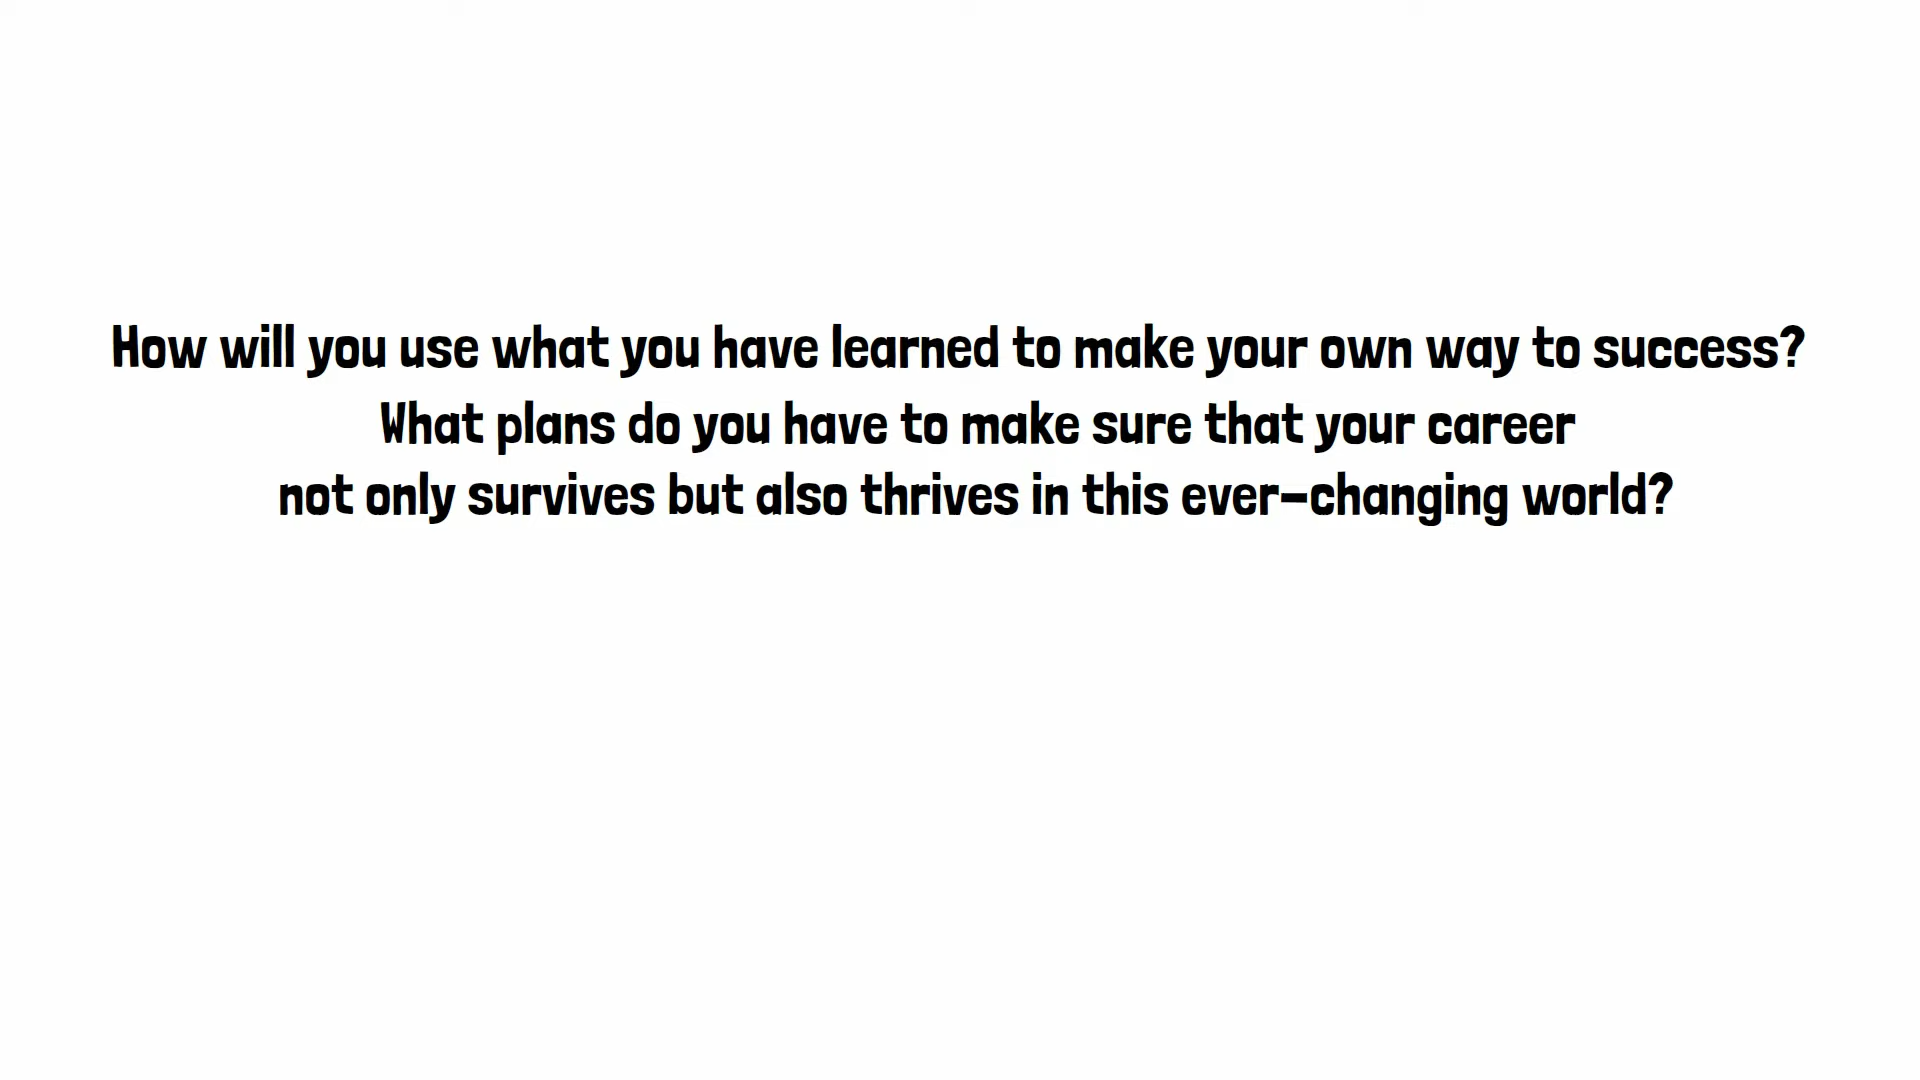 How will you use what you have learned to make your own way to success?
What plans do you have to make sure that your career
not only survives but also thrives in this ever-changing world?